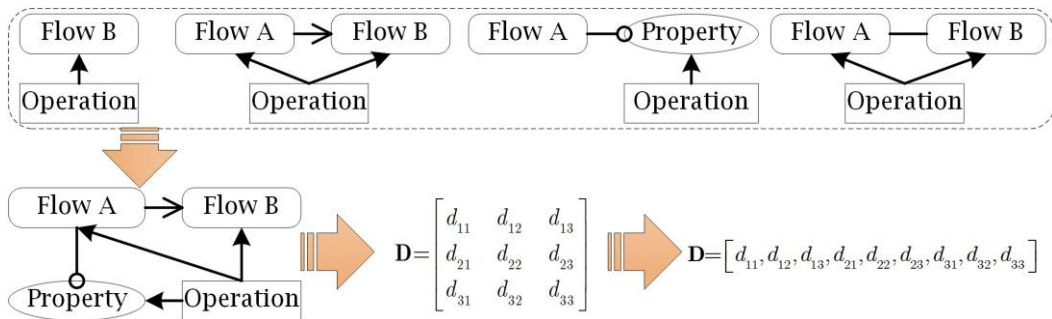 Flow B Flow A Flow B Flow A Property Flow A Flow B
Operation Operation Operation Operation
Flow A Flow B
Property Operation
D=[d₁₁ d₁₂ d₁₃
d₂₁ d₂₂ d₂₃
d₃₁ d₃₂ d₃₃]
D=[d₁₁,d₁₂,d₁₃,d₂₁,d₂₂,d₂₃,d₃₁,d₃₂,d₃₃]